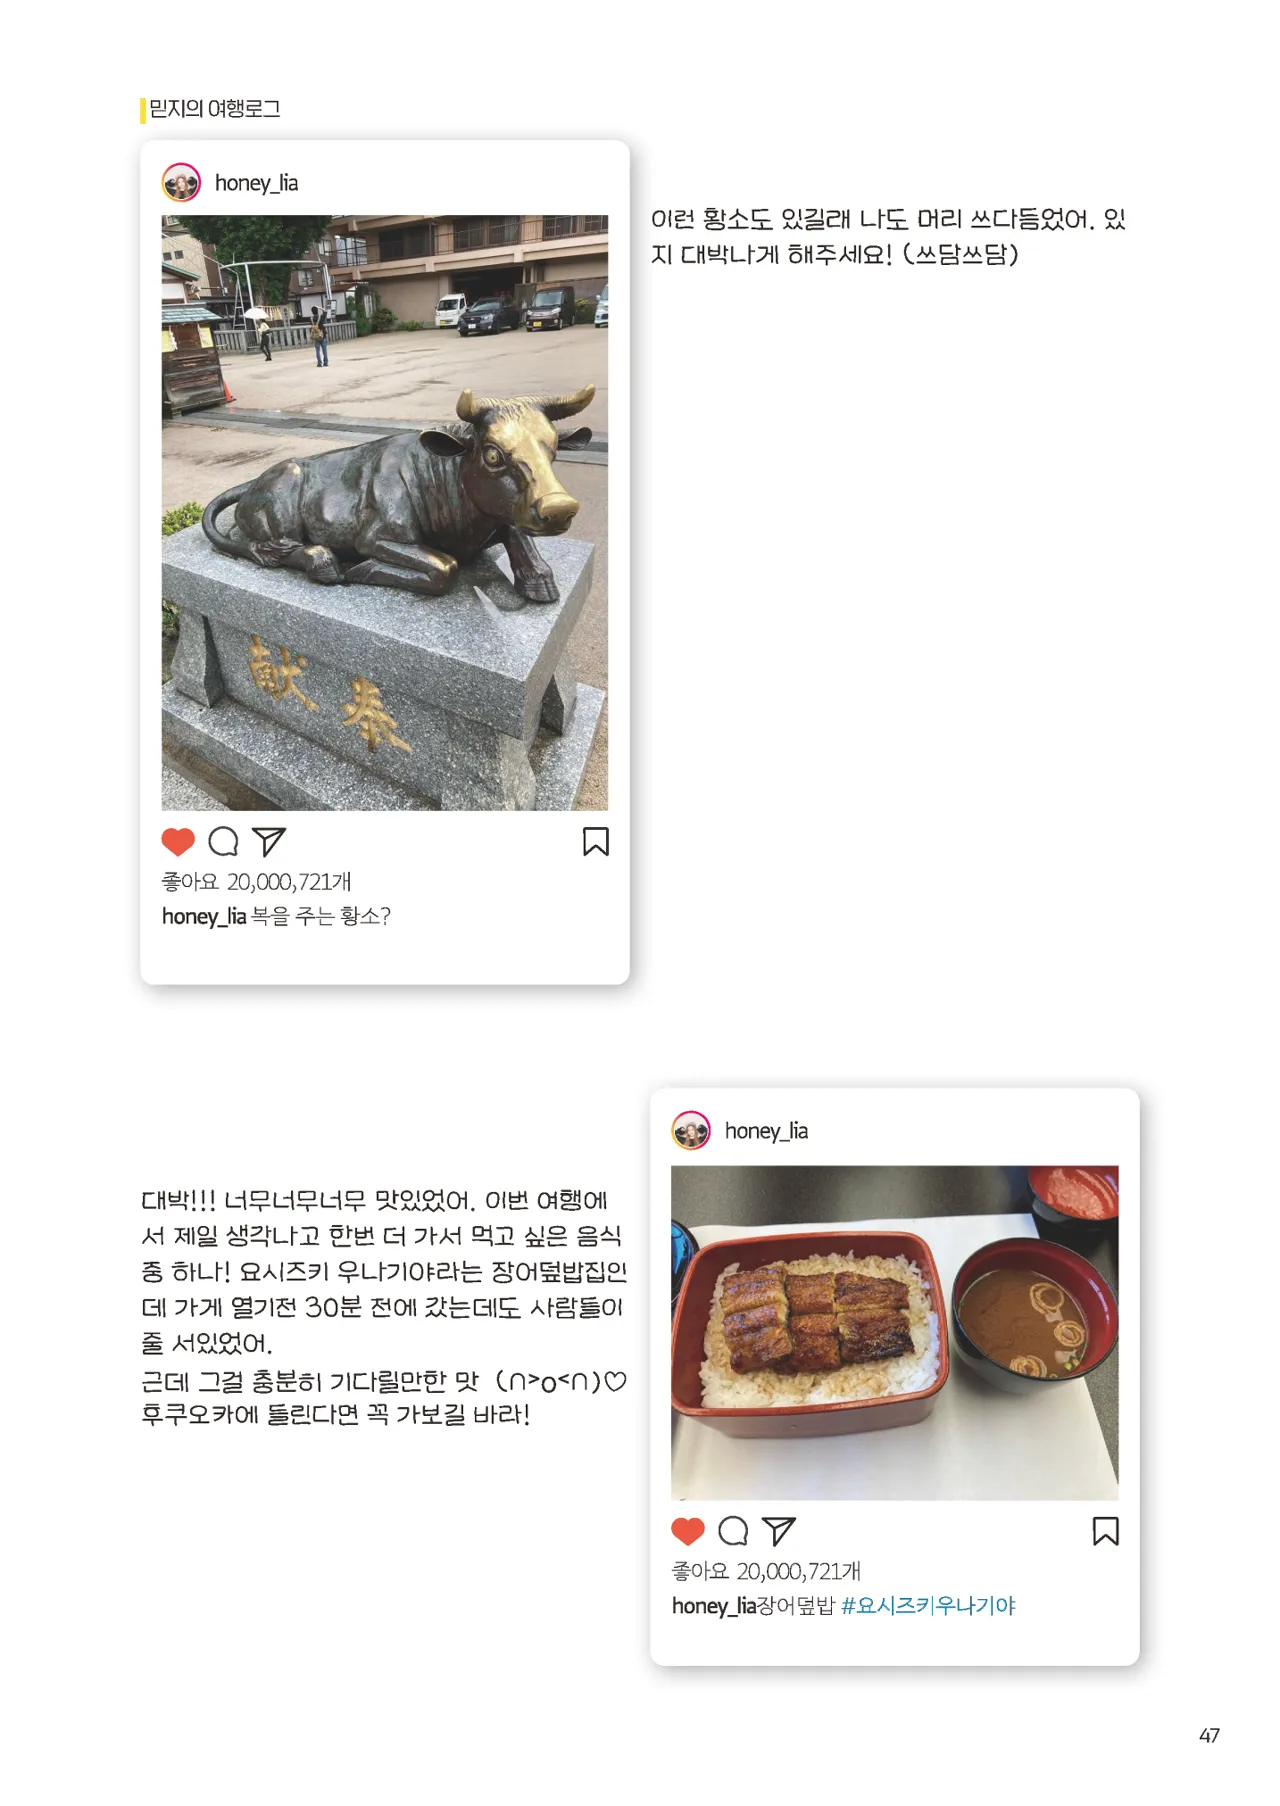 믿지의 여행로그
honey_lia
이런 황소도 있길래 나도 머리 쓰다듬었어. 있
지 대박나게 해주세요! (쓰담쓰담)
献奉
좋아요 20,000,721개
honey_lia 복을 주는 황소?
honey_lia
대박!!! 너무너무너무 맛있었어. 이번 여행에
서 제일 생각나고 한번 더 가서 먹고 싶은 음식
중 하나! 요시즈키 우나기야라는 장어덮밥집인
데 가게 열기전 30분 전에 갔는데도 사람들이
줄 서있었어.
근데 그걸 충분히 기다릴만한 맛 (∩>o<∩)♡
후쿠오카에 들린다면 꼭 가보길 바라!
좋아요 20,000,721개
honey_lia장어덮밥 #요시즈키우나기야
47